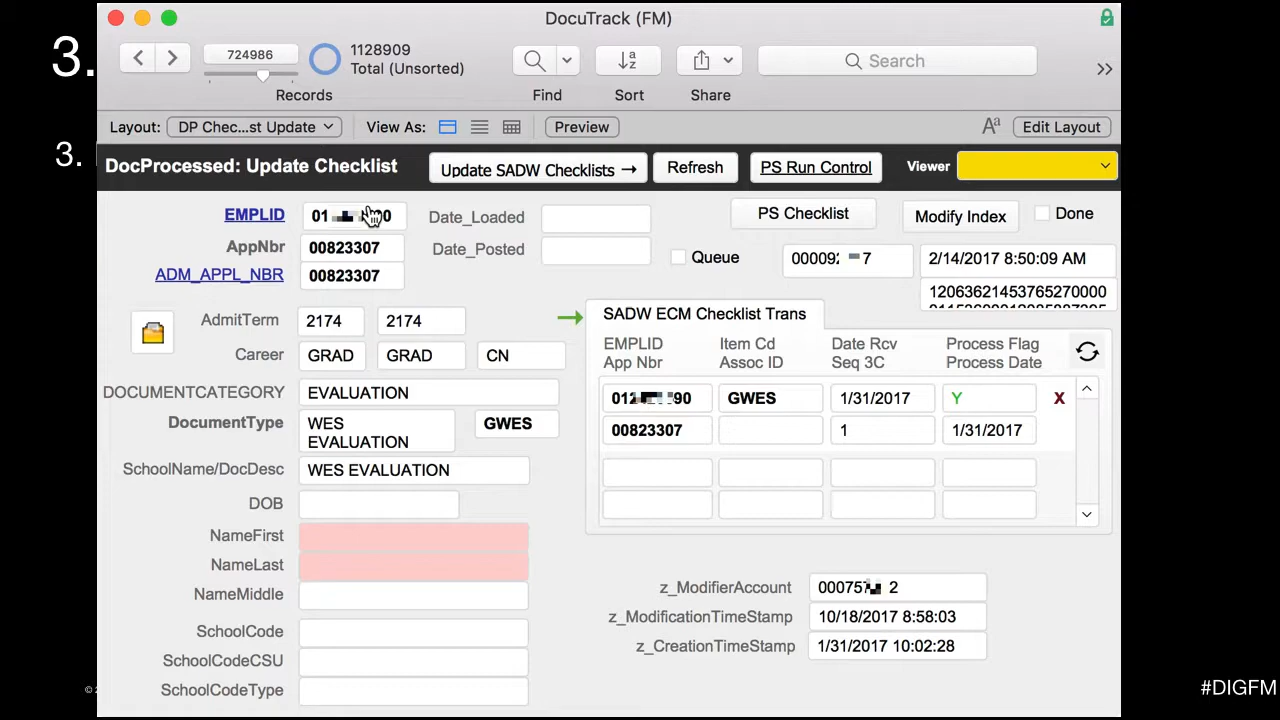 3.
DocuTrack (FM)
724986
1128909
Total (Unsorted)
Search
Records
Find
Sort
Share
Layout:
DP Chec...st Update
View As:
Preview
Aa
Edit Layout
3.
DocProcessed: Update Checklist
Update SADW Checklists →
Refresh
PS Run Control
Viewer
EMPLID
Date_Loaded
PS Checklist
Modify Index
Done
AppNbr
00823307
Date_Posted
Queue
2/14/2017 8:50:09 AM
ADM_APPL_NBR
00823307
12063621453765270000
AdmitTerm
2174
2174
SADW ECM Checklist Trans
Career
GRAD
GRAD
CN
EMPLID
App Nbr
Item Cd
Assoc ID
Date Rcv
Seq 3C
Process Flag
Process Date
DOCUMENTCATEGORY
EVALUATION
GWES
1/31/2017
Y
X
DocumentType
WES
EVALUATION
GWES
00823307
1
1/31/2017
SchoolName/DocDesc
WES EVALUATION
DOB
NameFirst
NameLast
NameMiddle
z_ModifierAccount
z_ModificationTimeStamp
10/18/2017 8:58:03
z_CreationTimeStamp
1/31/2017 10:02:28
SchoolCode
SchoolCodeCSU
SchoolCodeType
#DIGFM